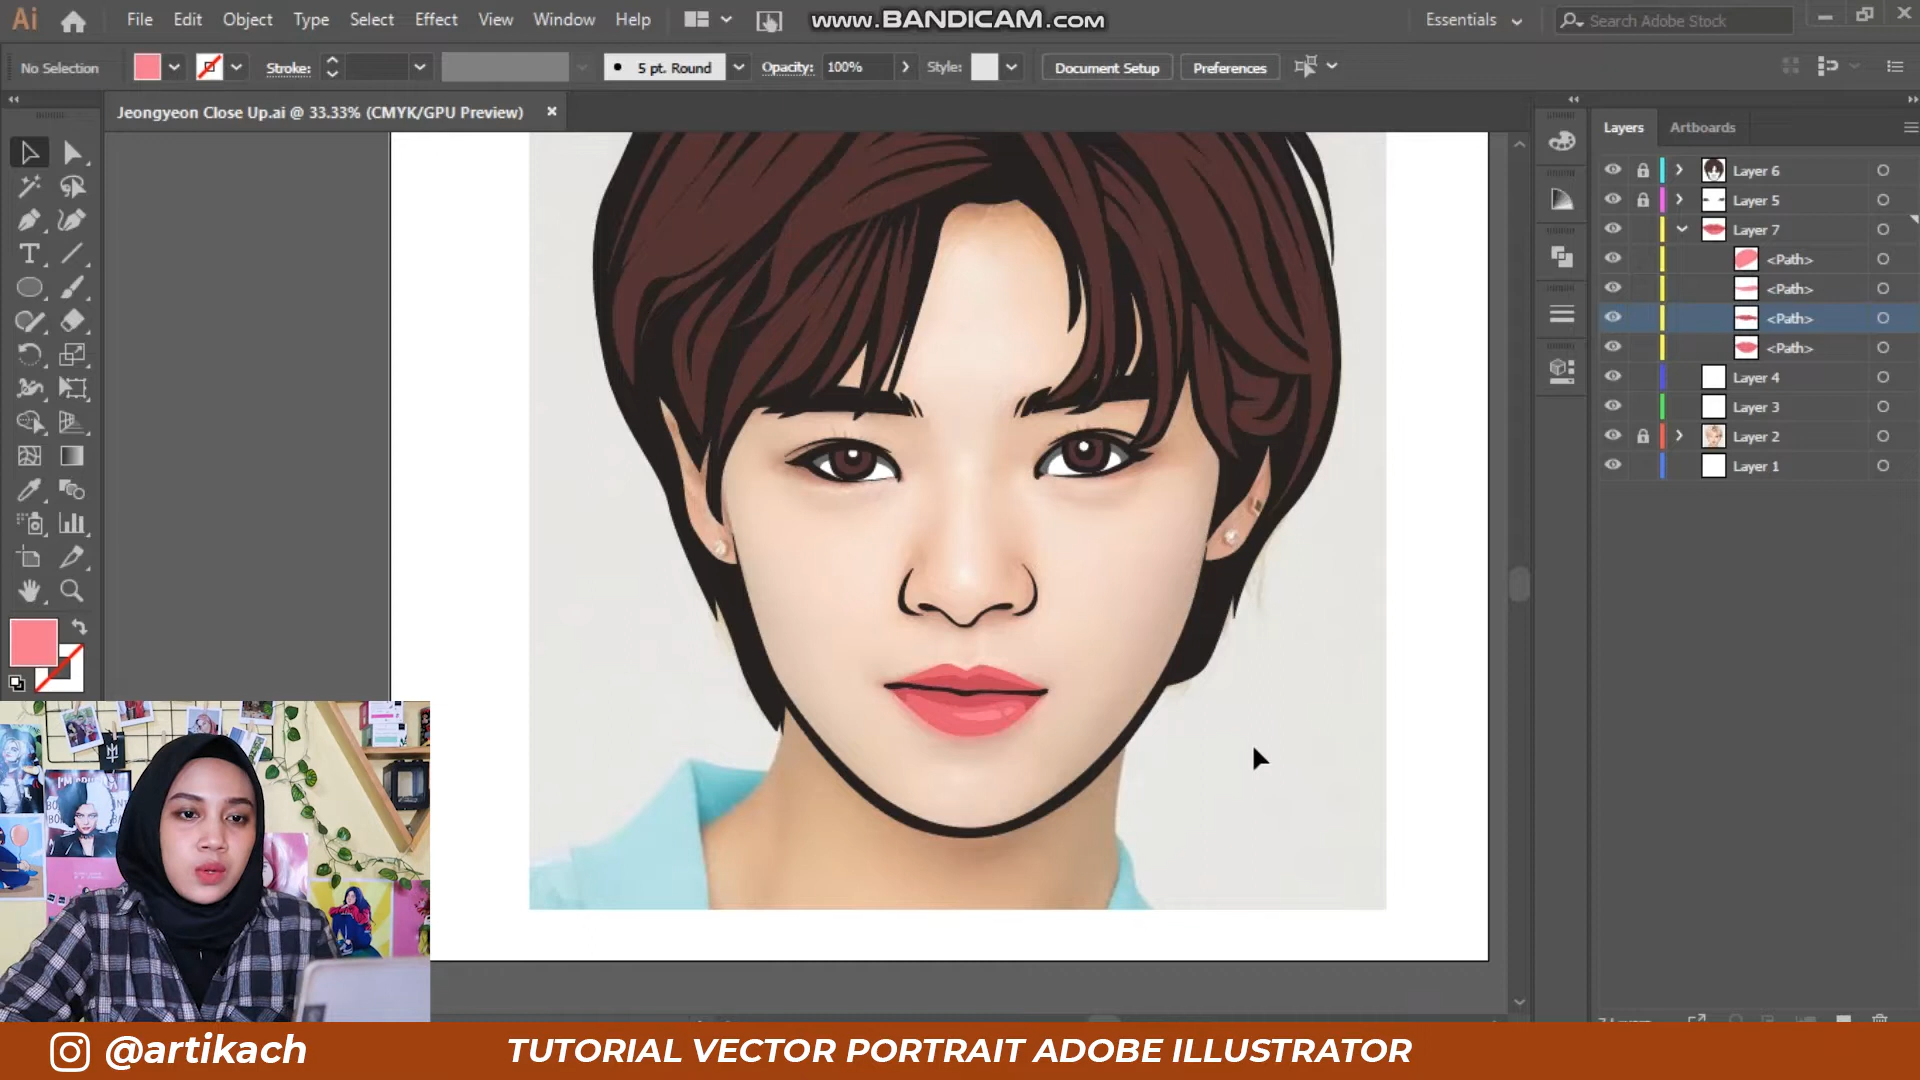 Ai File Edit Object Type Select Effect View Window Help www.BANDICAM.com Essentials Search Adobe Stock
No Selection Stroke: 5 pt. Round Opacity: 100% Style: Document Setup Preferences
Jeongyeon Close Up.ai @ 33.33% (CMYK/GPU Preview)
Layers Artboards
Layer 6
Layer 5
Layer 7
<Path>
<Path>
<Path>
<Path>
Layer 4
Layer 3
Layer 2
Layer 1
@artikach TUTORIAL VECTOR PORTRAIT ADOBE ILLUSTRATOR